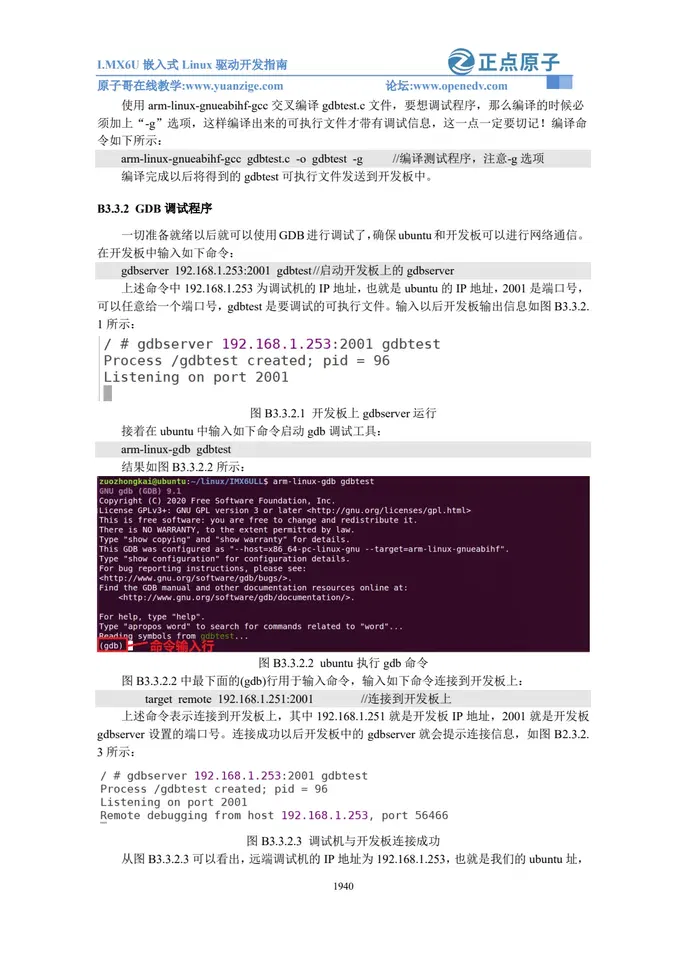 I.MX6U 嵌入式 Linux 驱动开发指南
正点原子
原子哥在线教学:www.yuanzige.com 论坛:www.openedv.com
使用 arm-linux-gnueabihf-gcc 交叉编译 gdbtest.c 文件，要想调试程序，那么编译的时候必
须加上“-g”选项，这样编译出来的可执行文件才带有调试信息，这一点一定要切记！编译命
令如下所示：
arm-linux-gnueabihf-gcc gdbtest.c -o gdbtest -g //编译测试程序，注意-g 选项
编译完成以后将得到的 gdbtest 可执行文件发送到开发板中。
B3.3.2 GDB 调试程序
一切准备就绪以后就可以使用 GDB 进行调试了，确保 ubuntu 和开发板可以进行网络通信。
在开发板中输入如下命令：
gdbserver 192.168.1.253:2001 gdbtest//启动开发板上的 gdbserver
上述命令中 192.168.1.253 为调试机的 IP 地址，也就是 ubuntu 的 IP 地址，2001 是端口号，
可以任意给一个端口号，gdbtest 是要调试的可执行文件。输入以后开发板输出信息如图 B3.3.2.
1 所示：
/ # gdbserver 192.168.1.253:2001 gdbtest
Process /gdbtest created; pid = 96
Listening on port 2001
图 B3.3.2.1 开发板上 gdbserver 运行
接着在 ubuntu 中输入如下命令启动 gdb 调试工具：
arm-linux-gdb gdbtest
结果如图 B3.3.2.2 所示：
zuozhongkai@ubuntu:~/linux/IMX6ULL$ arm-linux-gdb gdbtest
GNU gdb (GDB) 9.1
Copyright (C) 2020 Free Software Foundation, Inc.
License GPLv3+: GNU GPL version 3 or later <http://gnu.org/licenses/gpl.html>
This is free software: you are free to change and redistribute it.
There is NO WARRANTY, to the extent permitted by law.
Type "show copying" and "show warranty" for details.
This GDB was configured as "--host=x86_64-pc-linux-gnu --target=arm-linux-gnueabihf".
Type "show configuration" for configuration details.
For bug reporting instructions, please see:
<http://www.gnu.org/software/gdb/bugs/>.
Find the GDB manual and other documentation resources online at:
<http://www.gnu.org/software/gdb/documentation/>.
For help, type "help".
Type "apropos word" to search for commands related to "word"...
Reading symbols from gdbtest...
(gdb) 命令输入行
图 B3.3.2.2 ubuntu 执行 gdb 命令
图 B3.3.2.2 中最下面的(gdb)行用于输入命令，输入如下命令连接到开发板上：
target remote 192.168.1.251:2001 //连接到开发板上
上述命令表示连接到开发板上，其中 192.168.1.251 就是开发板 IP 地址，2001 就是开发板
gdbserver 设置的端口号。连接成功以后开发板中的 gdbserver 就会提示连接信息，如图 B2.3.2.
3 所示：
/ # gdbserver 192.168.1.253:2001 gdbtest
Process /gdbtest created; pid = 96
Listening on port 2001
Remote debugging from host 192.168.1.253, port 56466
图 B3.3.2.3 调试机与开发板连接成功
从图 B3.3.2.3 可以看出，远端调试机的 IP 地址为 192.168.1.253，也就是我们的 ubuntu 址，
1940